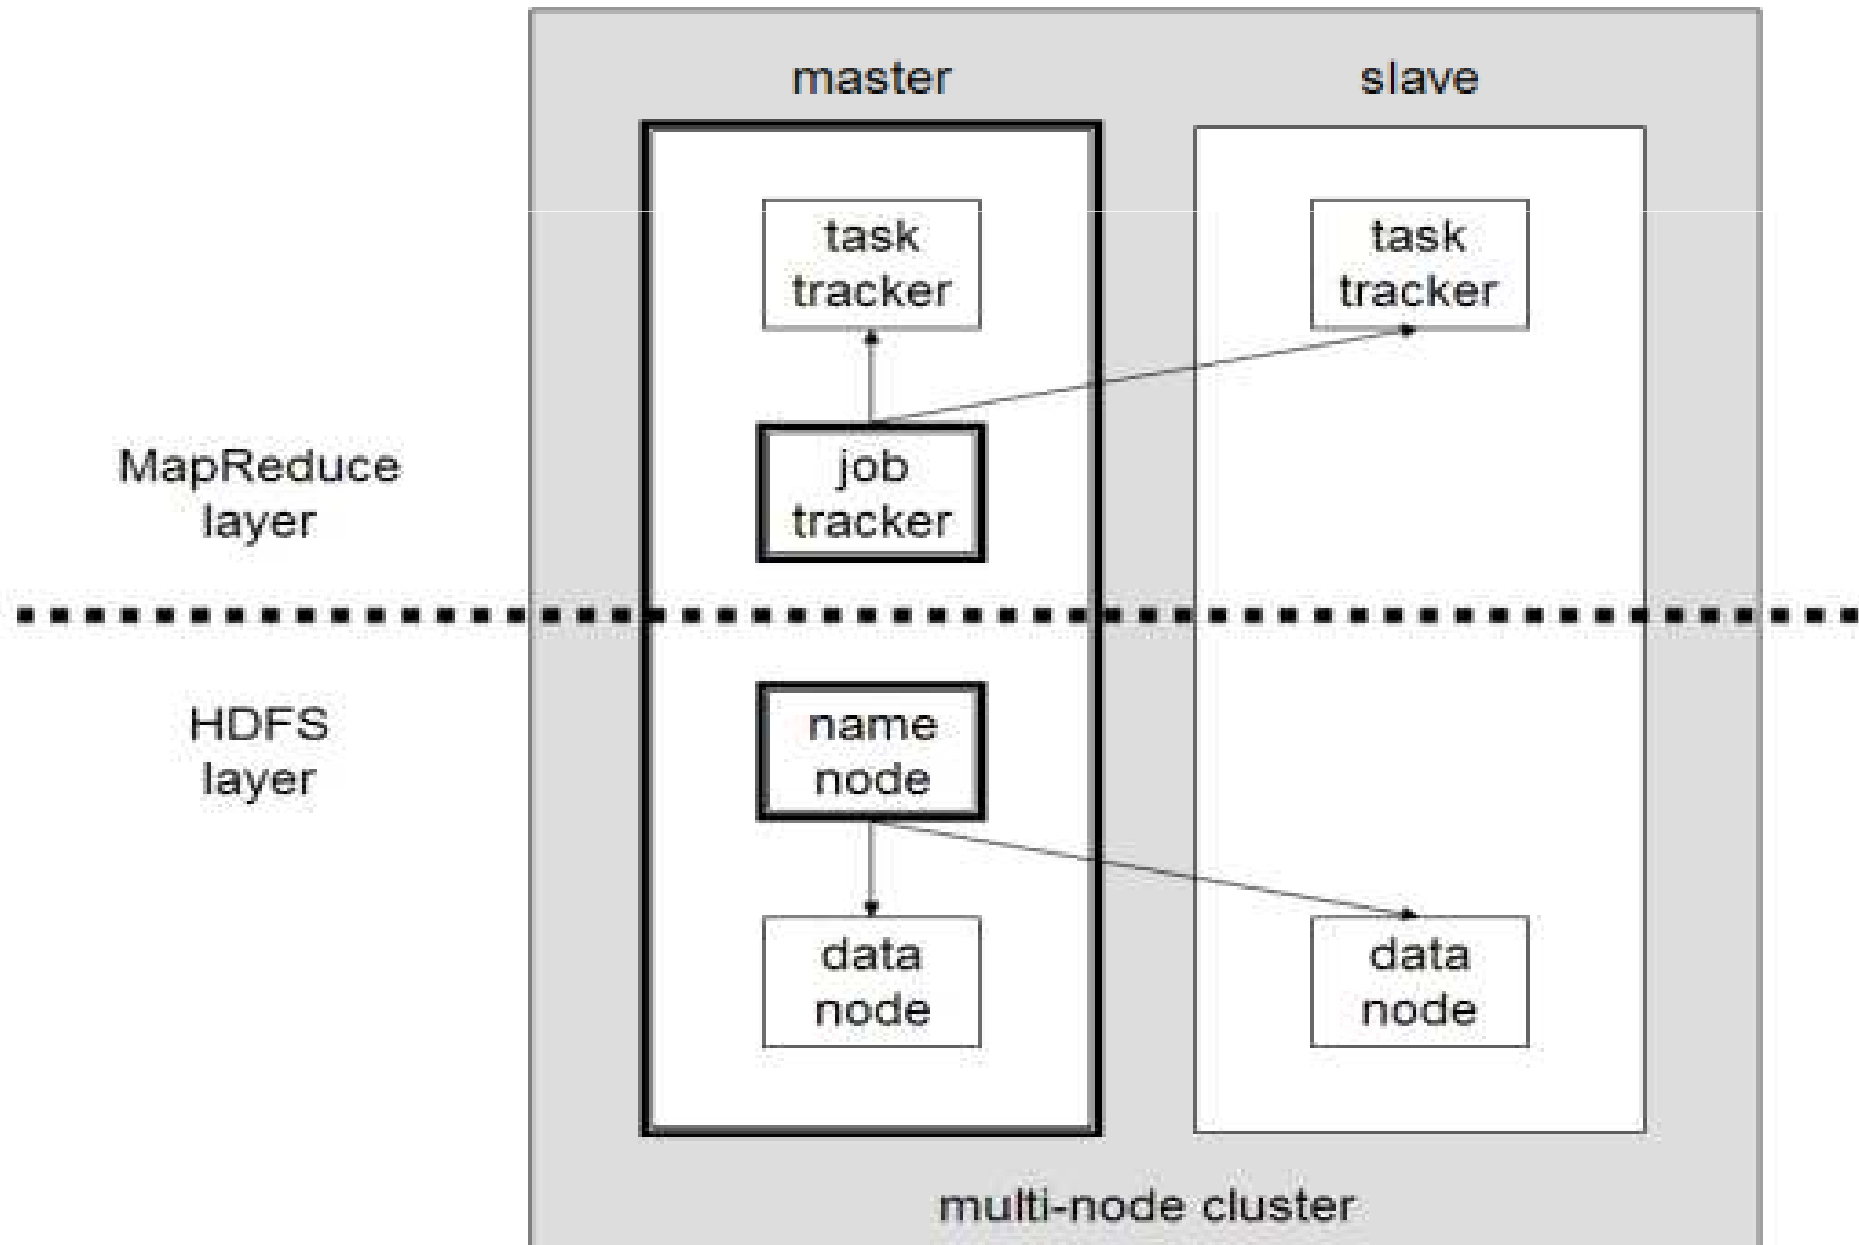 master
slave
task
tracker
task
tracker
MapReduce
layer
job
tracker
HDFS
layer
name
node
data
node
data
node
multi-node cluster